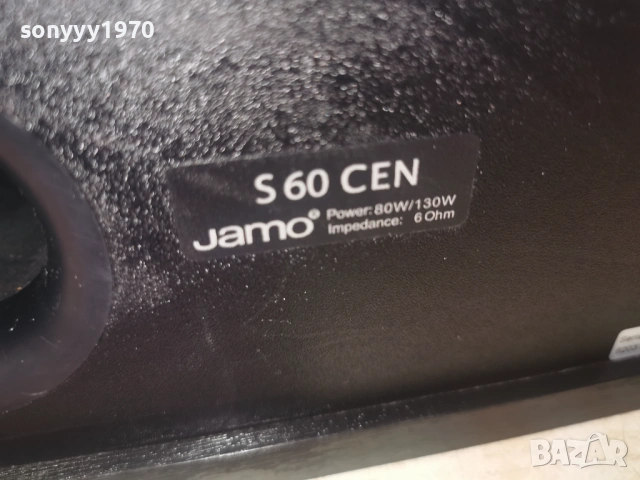 sonyyy1970
S 60 CEN
Jamo® Power: 80W/130W
Impedance: 6 Ohm
BAZAR